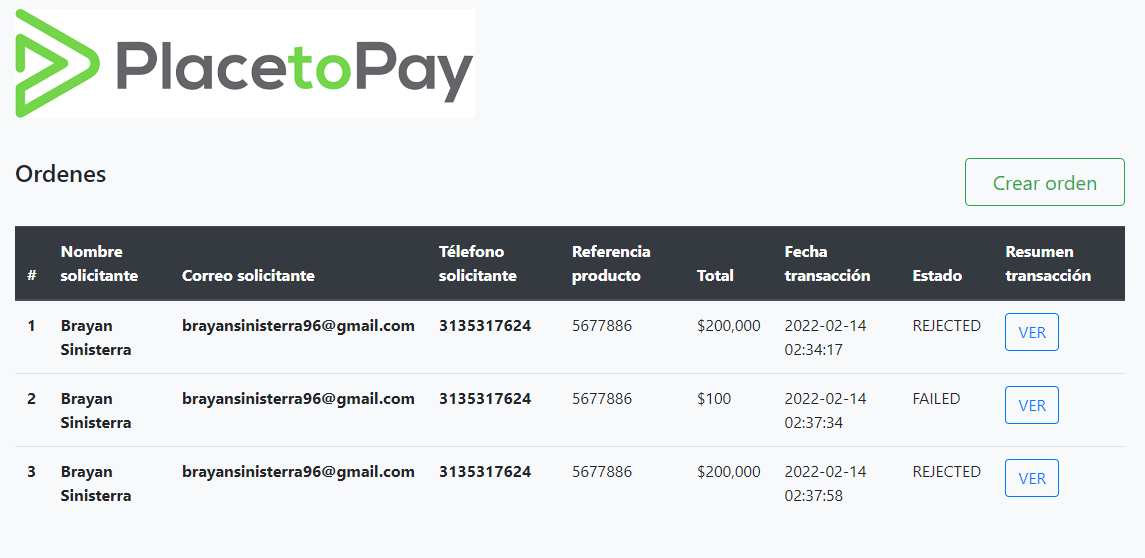 PlacetoPay
Ordenes
Crear orden
# Nombre solicitante Correo solicitante Télefono solicitante Referencia producto Total Fecha transacción Estado Resumen transacción
1 Brayan Sinisterra brayansinisterra96@gmail.com 3135317624 5677886 $200,000 2022-02-14 02:34:17 REJECTED VER
2 Brayan Sinisterra brayansinisterra96@gmail.com 3135317624 5677886 $100 2022-02-14 02:37:34 FAILED VER
3 Brayan Sinisterra brayansinisterra96@gmail.com 3135317624 5677886 $200,000 2022-02-14 02:37:58 REJECTED VER